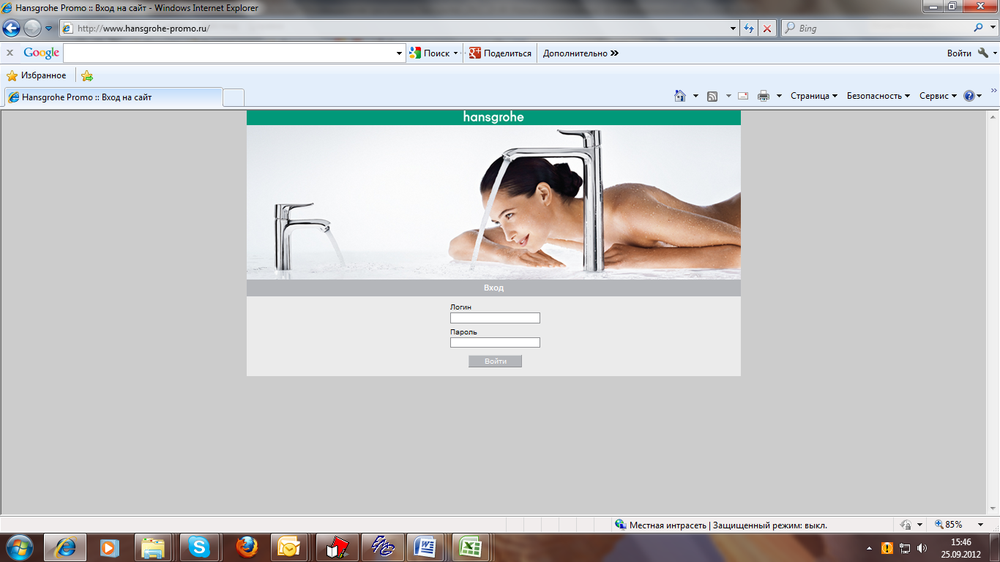 Hansgrohe Promo :: Вход на сайт - Windows Internet Explorer
http://www.hansgrohe-promo.ru/
Bing
Google
Поиск
Поделиться
Дополнительно
Войти
Избранное
Hansgrohe Promo :: Вход на сайт
Страница
Безопасность
Сервис
hansgrohe
Вход
Логин
Пароль
Войти
Местная интрасеть | Защищенный режим: выкл.
85%
15:46
25.09.2012